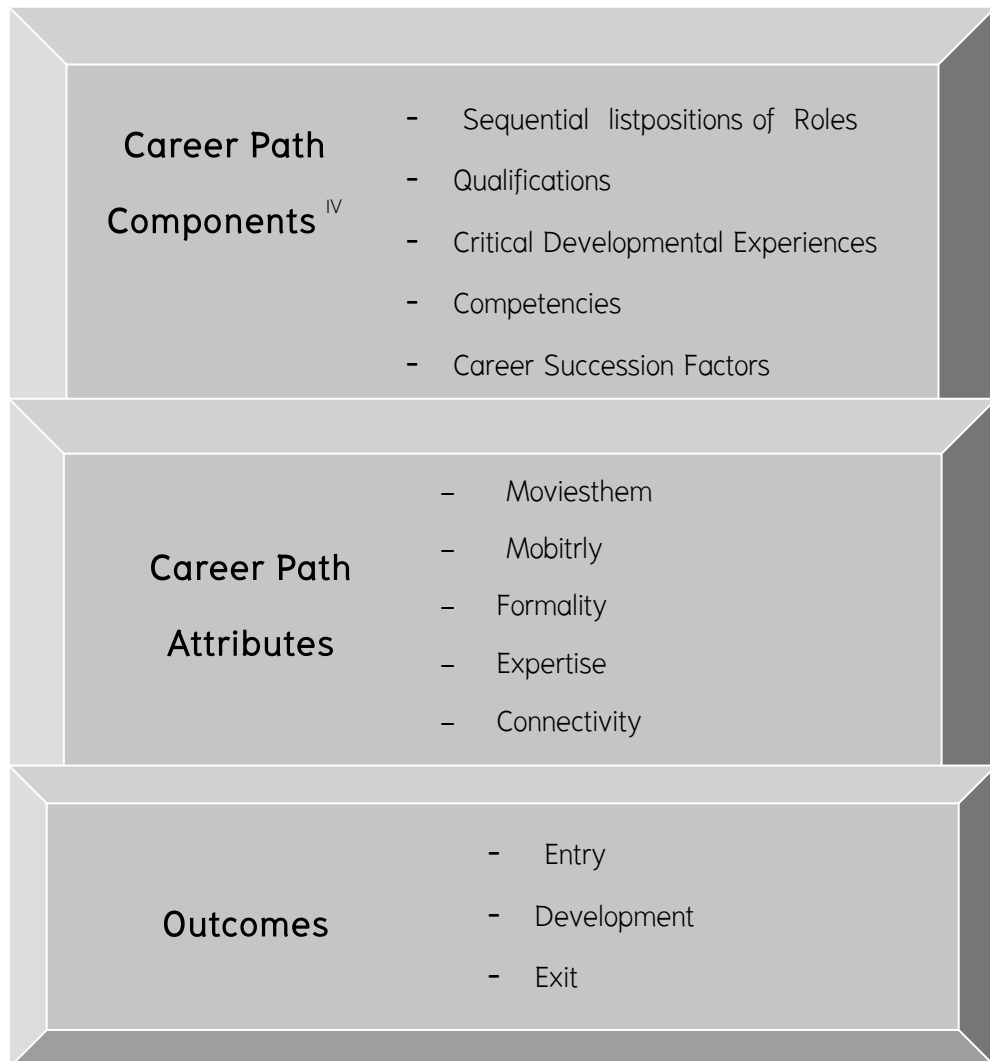 Career Path
Components IV
- Sequential listpositions of Roles
- Qualifications
- Critical Developmental Experiences
- Competencies
- Career Succession Factors
Career Path
Attributes
– Moviesthem
– Mobitrly
– Formality
– Expertise
– Connectivity
Outcomes
- Entry
- Development
- Exit